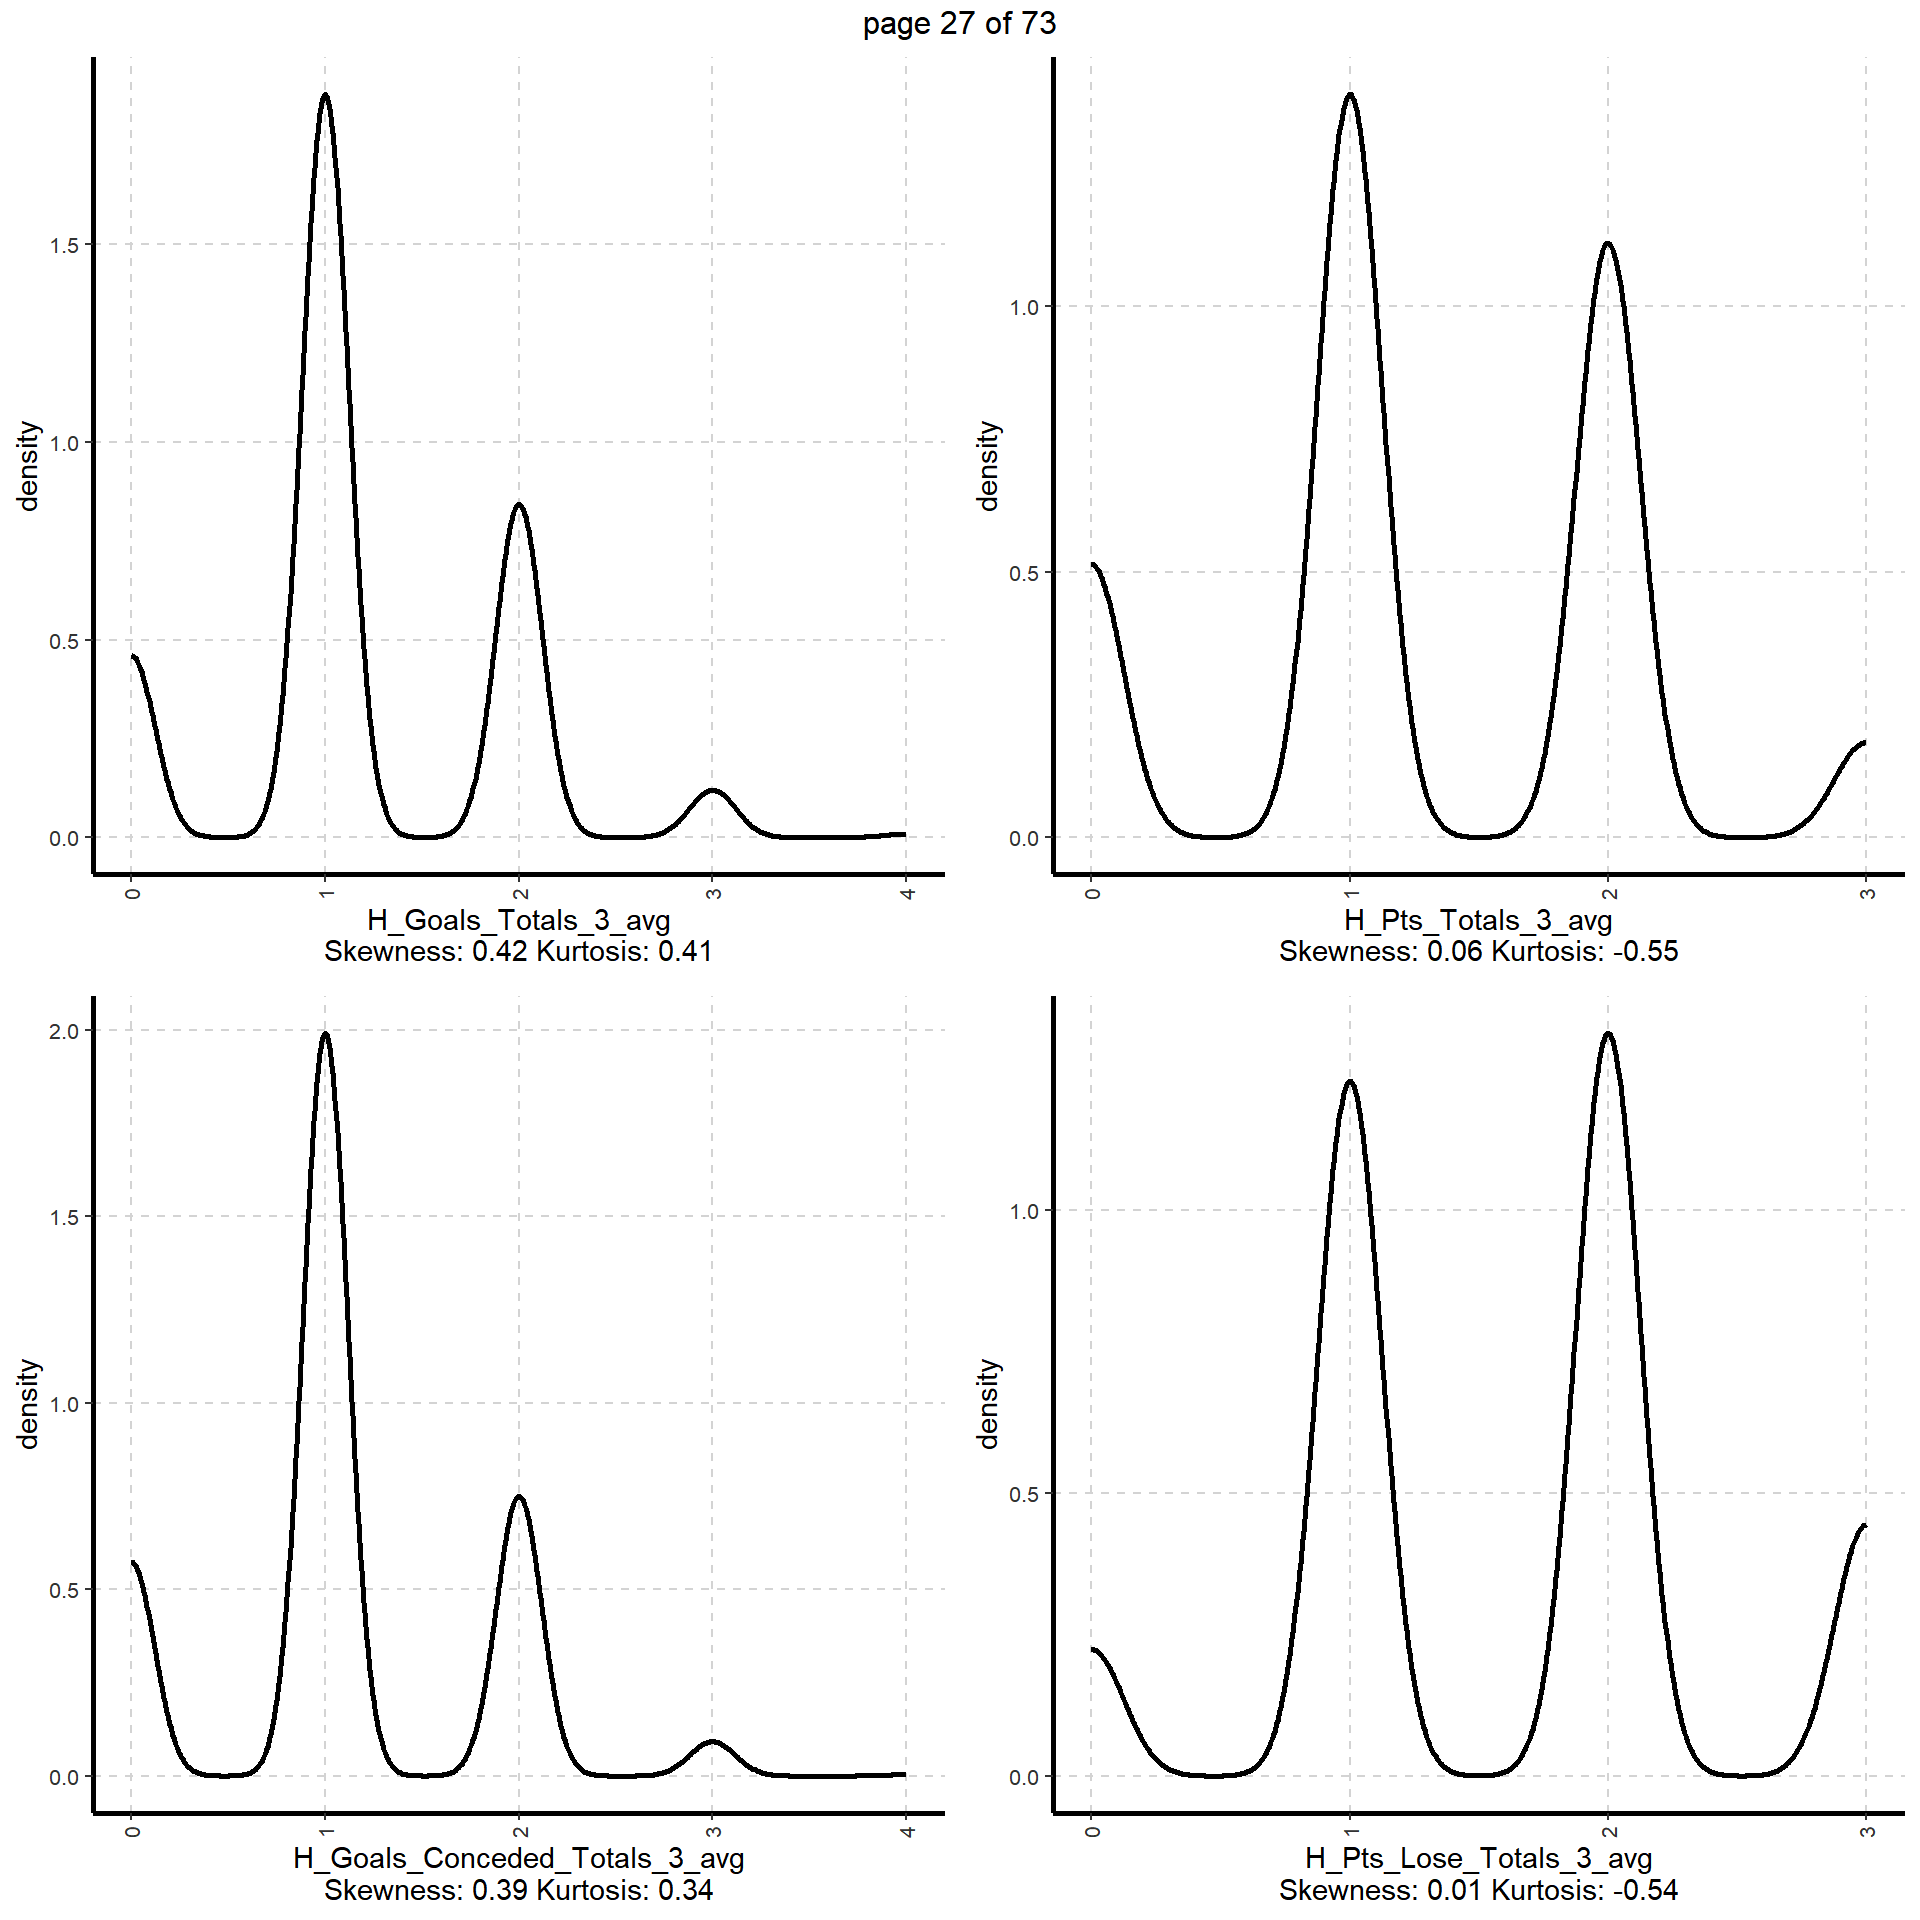 page 27 of 73
density
1.5
1.0
0.5
0.0
0 1 2 3 4
H_Goals_Totals_3_avg
Skewness: 0.42 Kurtosis: 0.41
density
1.0
0.5
0.0
0 1 2 3
H_Pts_Totals_3_avg
Skewness: 0.06 Kurtosis: -0.55
density
2.0
1.5
1.0
0.5
0.0
0 1 2 3 4
H_Goals_Conceded_Totals_3_avg
Skewness: 0.39 Kurtosis: 0.34
density
1.0
0.5
0.0
0 1 2 3
H_Pts_Lose_Totals_3_avg
Skewness: 0.01 Kurtosis: -0.54